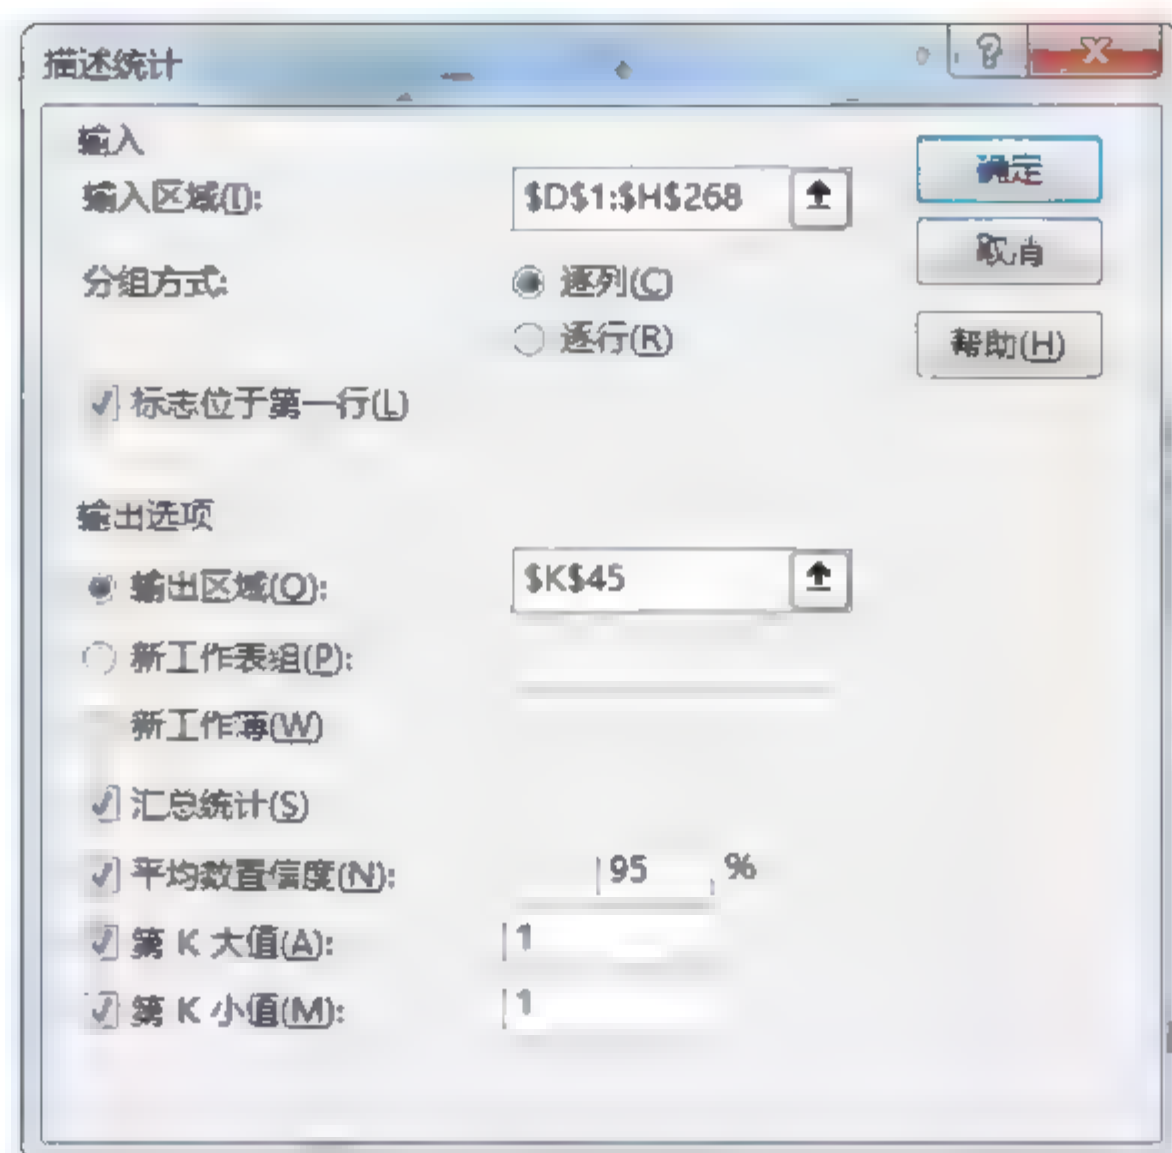 描述统计
输入
输入区域(I):
$D$1:$H$268
确定
取消
分组方式:
逐列(C)
逐行(R)
帮助(H)
标志位于第一行(L)
输出选项
输出区域(O):
$K$45
新工作表组(P):
新工作薄(W)
汇总统计(S)
平均数置信度(N):
95 %
第 K 大值(A):
1
第 K 小值(M):
1